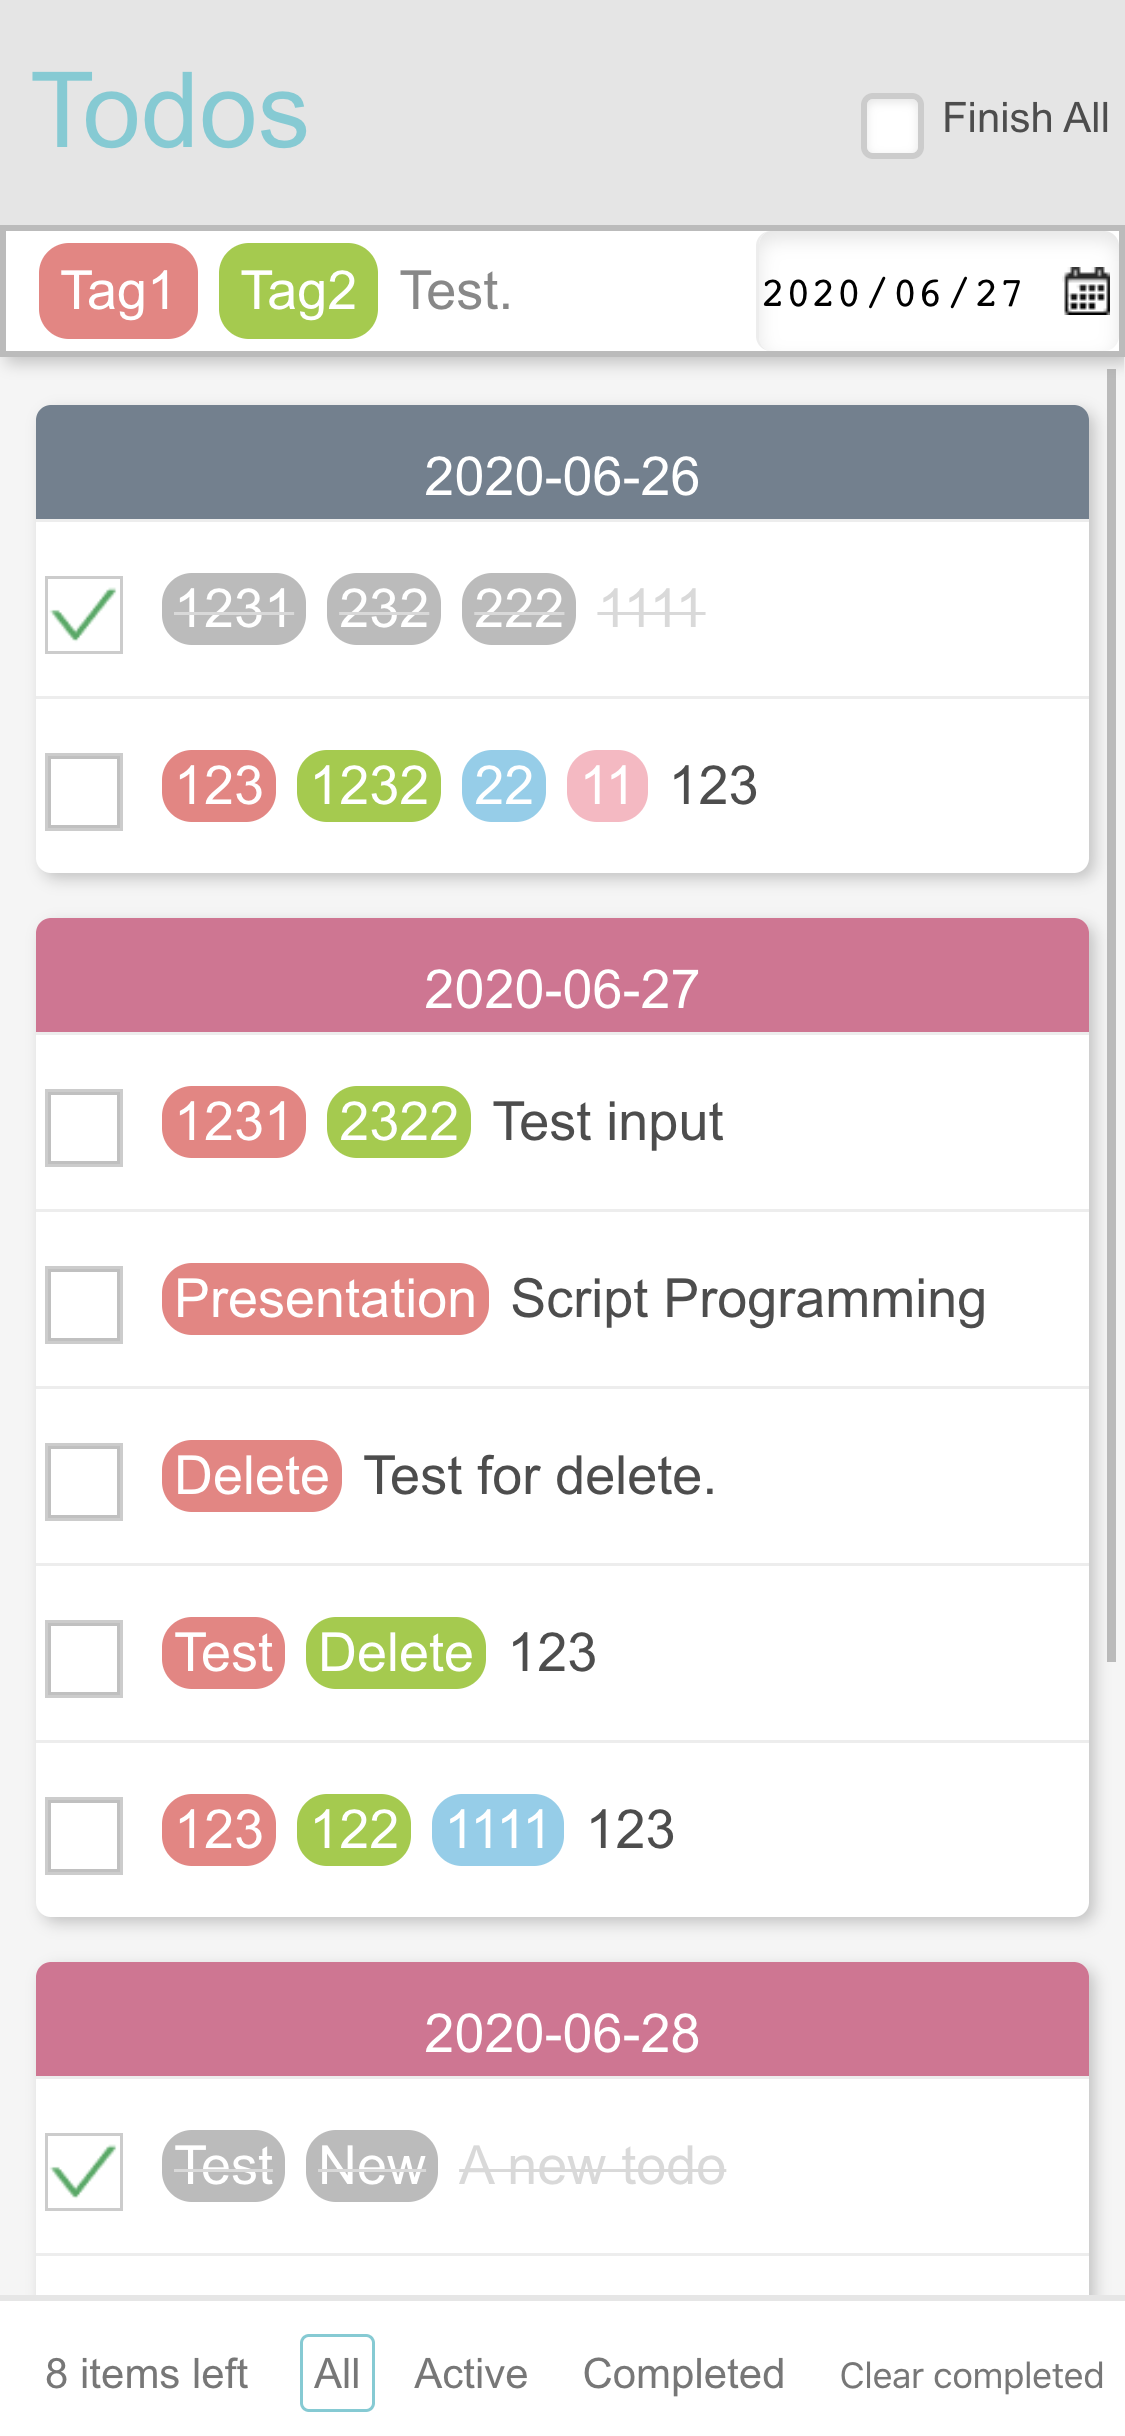 Todos
Finish All
Tag1 Tag2 Test. 2020/06/27
2020-06-26
1231 232 222 1111
123 1232 22 11 123
2020-06-27
1231 2322 Test input
Presentation Script Programming
Delete Test for delete.
Test Delete 123
123 122 1111 123
2020-06-28
Test New A new todo
8 items left All Active Completed Clear completed